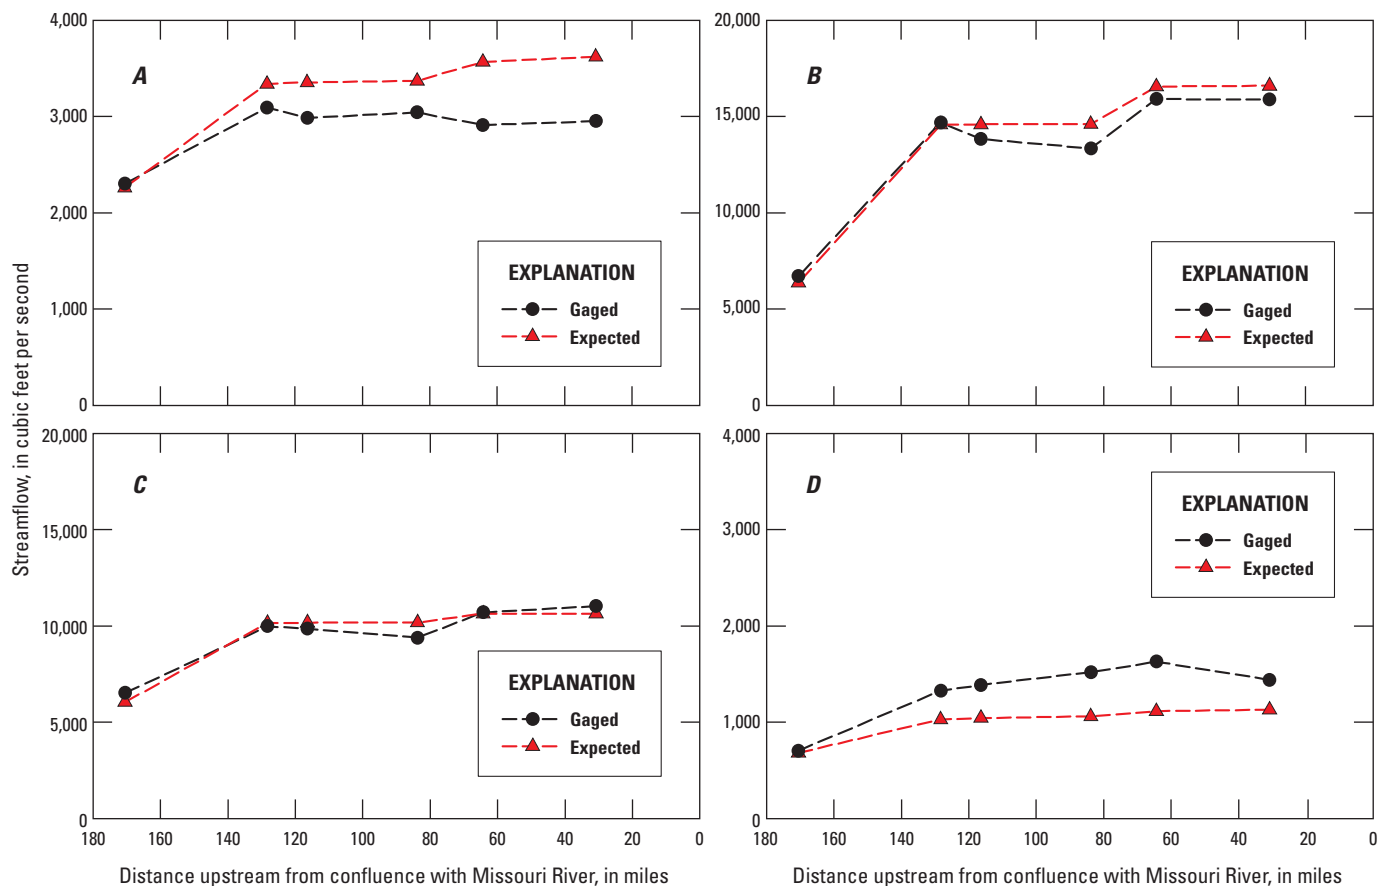 Streamflow, in cubic feet per second
4,000
3,000
2,000
1,000
0
A
EXPLANATION
Gaged
Expected
20,000
15,000
10,000
5,000
0
B
EXPLANATION
Gaged
Expected
20,000
15,000
10,000
5,000
0
C
EXPLANATION
Gaged
Expected
180 160 140 120 100 80 60 40 20 0
Distance upstream from confluence with Missouri River, in miles
4,000
3,000
2,000
1,000
0
D
EXPLANATION
Gaged
Expected
180 160 140 120 100 80 60 40 20 0
Distance upstream from confluence with Missouri River, in miles